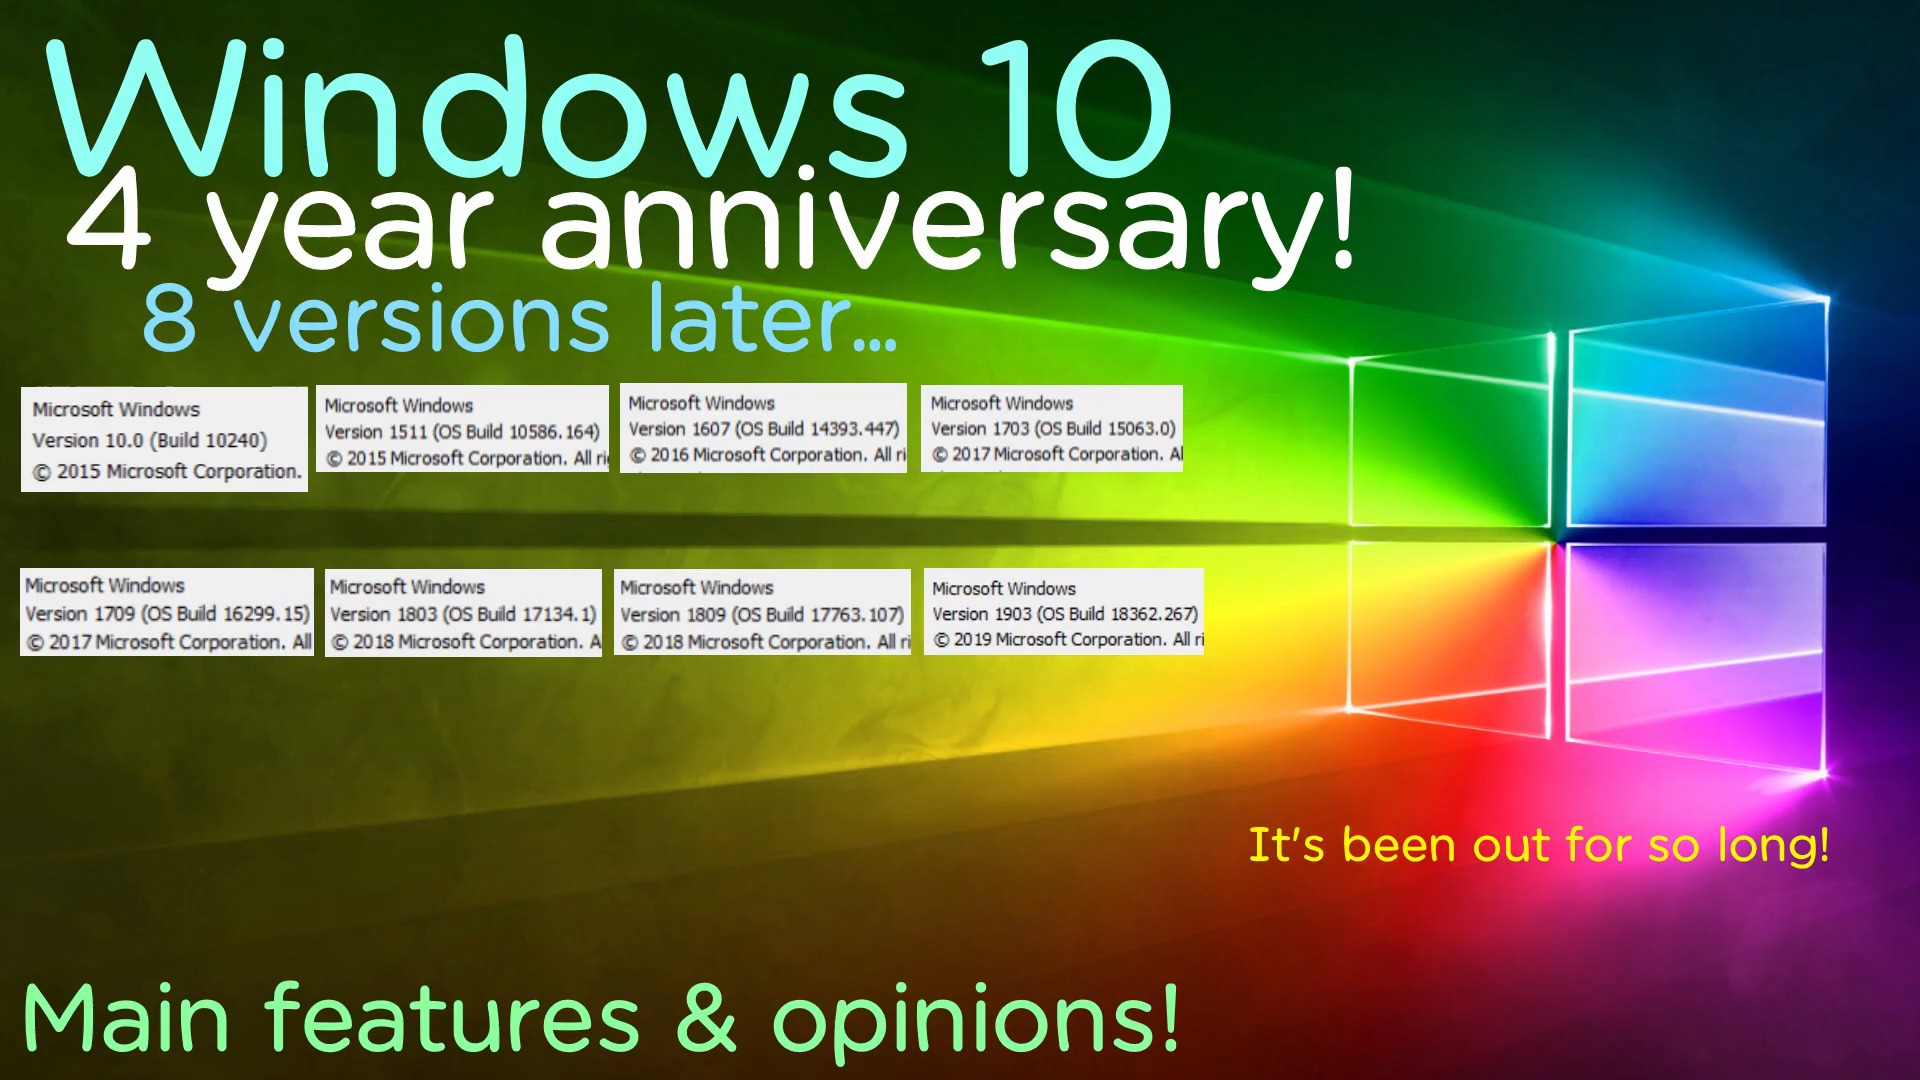 Windows 10
4 year anniversary!
8 versions later...
Microsoft Windows
Version 10.0 (Build 10240)
© 2015 Microsoft Corporation.
Microsoft Windows
Version 1511 (OS Build 10586.164)
© 2015 Microsoft Corporation. All ri
Microsoft Windows
Version 1607 (OS Build 14393.447)
© 2016 Microsoft Corporation. All ri
Microsoft Windows
Version 1703 (OS Build 15063.0)
© 2017 Microsoft Corporation. Al
Microsoft Windows
Version 1709 (OS Build 16299.15)
© 2017 Microsoft Corporation. All
Microsoft Windows
Version 1803 (OS Build 17134.1)
© 2018 Microsoft Corporation. A
Microsoft Windows
Version 1809 (OS Build 17763.107)
© 2018 Microsoft Corporation. All ri
Microsoft Windows
Version 1903 (OS Build 18362.267)
© 2019 Microsoft Corporation. All ri
It's been out for so long!
Main features & opinions!